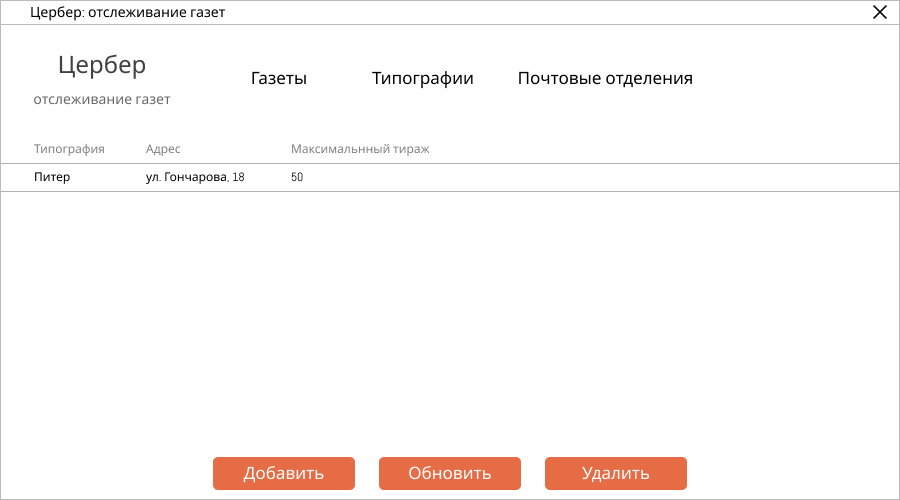 Цербер: отслеживание газет
Цербер
отслеживание газет
Газеты Типографии Почтовые отделения
Типография Адрес Максимальнный тираж
Питер ул. Гончарова, 18 50
Добавить Обновить Удалить